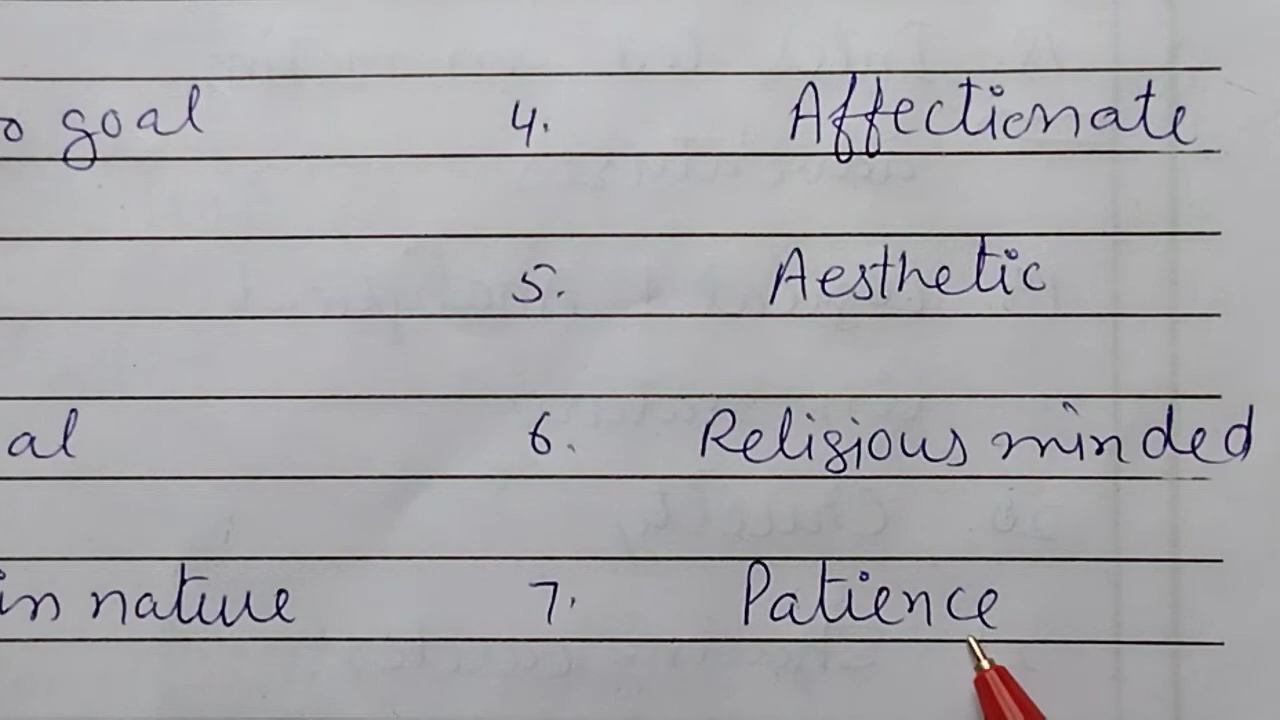 goal 4. Affectionate
5. Aesthetic
al 6. Religious minded
in nature 7. Patience